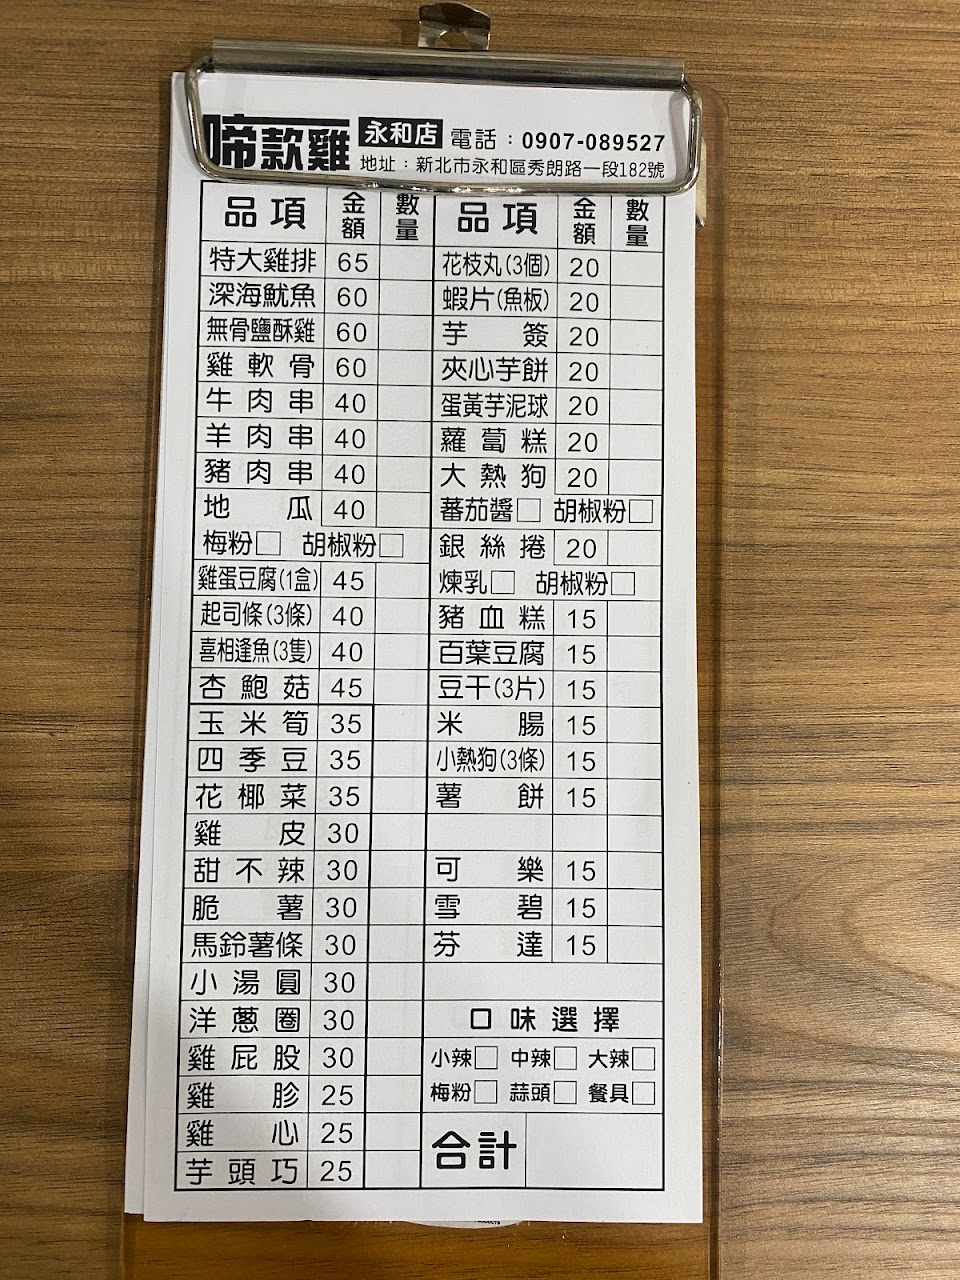 啼款雞 永和店 電話：0907-089527
地址：新北市永和區秀朗路一段182號
品項 金額 數量
特大雞排 65
深海魷魚 60
無骨鹽酥雞 60
雞軟骨 60
牛肉串 40
羊肉串 40
豬肉串 40
地瓜 40
梅粉□ 胡椒粉□
雞蛋豆腐(1盒) 45
起司條(3條) 40
喜相逢魚(3隻) 40
杏鮑菇 45
玉米筍 35
四季豆 35
花椰菜 35
雞皮 30
甜不辣 30
脆薯 30
馬鈴薯條 30
小湯圓 30
洋蔥圈 30
雞屁股 30
雞胗 25
雞心 25
芋頭巧 25
品項 金額 數量
花枝丸(3個) 20
蝦片(魚板) 20
芋簽 20
夾心芋餅 20
蛋黃芋泥球 20
蘿蔔糕 20
大熱狗 20
蕃茄醬□ 胡椒粉□
銀絲捲 20
煉乳□ 胡椒粉□
豬血糕 15
百葉豆腐 15
豆干(3片) 15
米腸 15
小熱狗(3條) 15
薯餅 15
可樂 15
雪碧 15
芬達 15
口味選擇
小辣□ 中辣□ 大辣□
梅粉□ 蒜頭□ 餐具□
合計